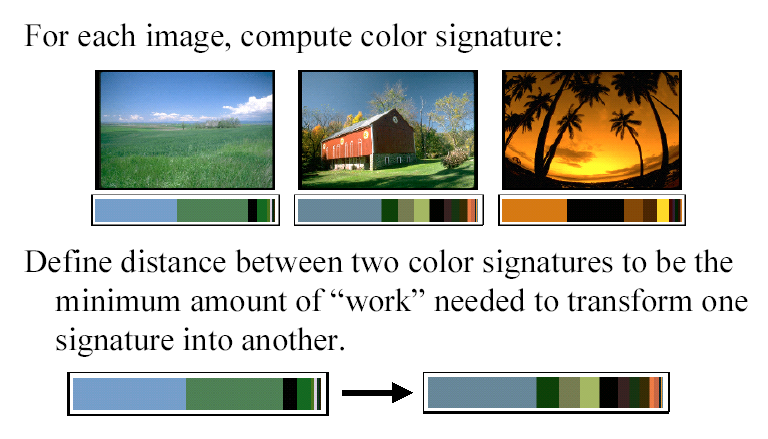 For each image, compute color signature:
Define distance between two color signatures to be the
minimum amount of “work” needed to transform one
signature into another.